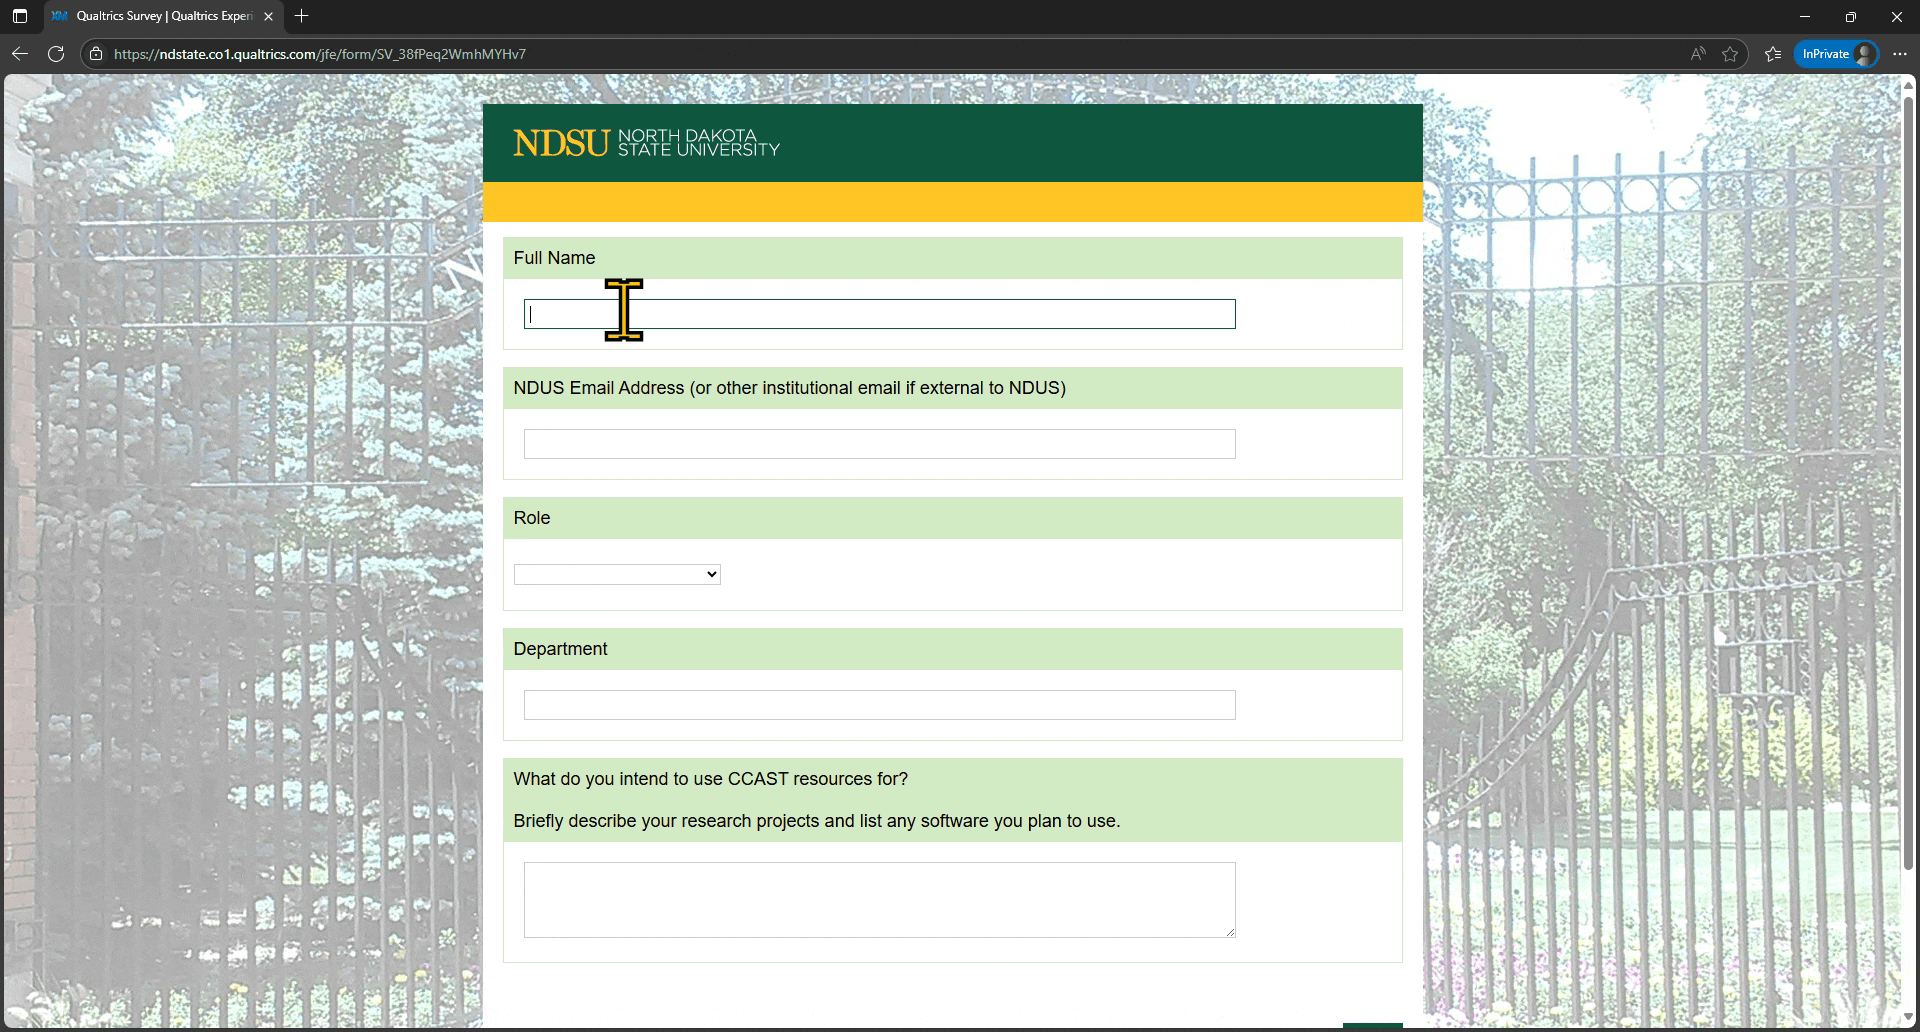 Qualtrics Survey | Qualtrics Experi
https://ndstate.co1.qualtrics.com/jfe/form/SV_38fPeq2WmhMYHv7
InPrivate
NDSU NORTH DAKOTA
STATE UNIVERSITY
Full Name
NDUS Email Address (or other institutional email if external to NDUS)
Role
Department
What do you intend to use CCAST resources for?
Briefly describe your research projects and list any software you plan to use.